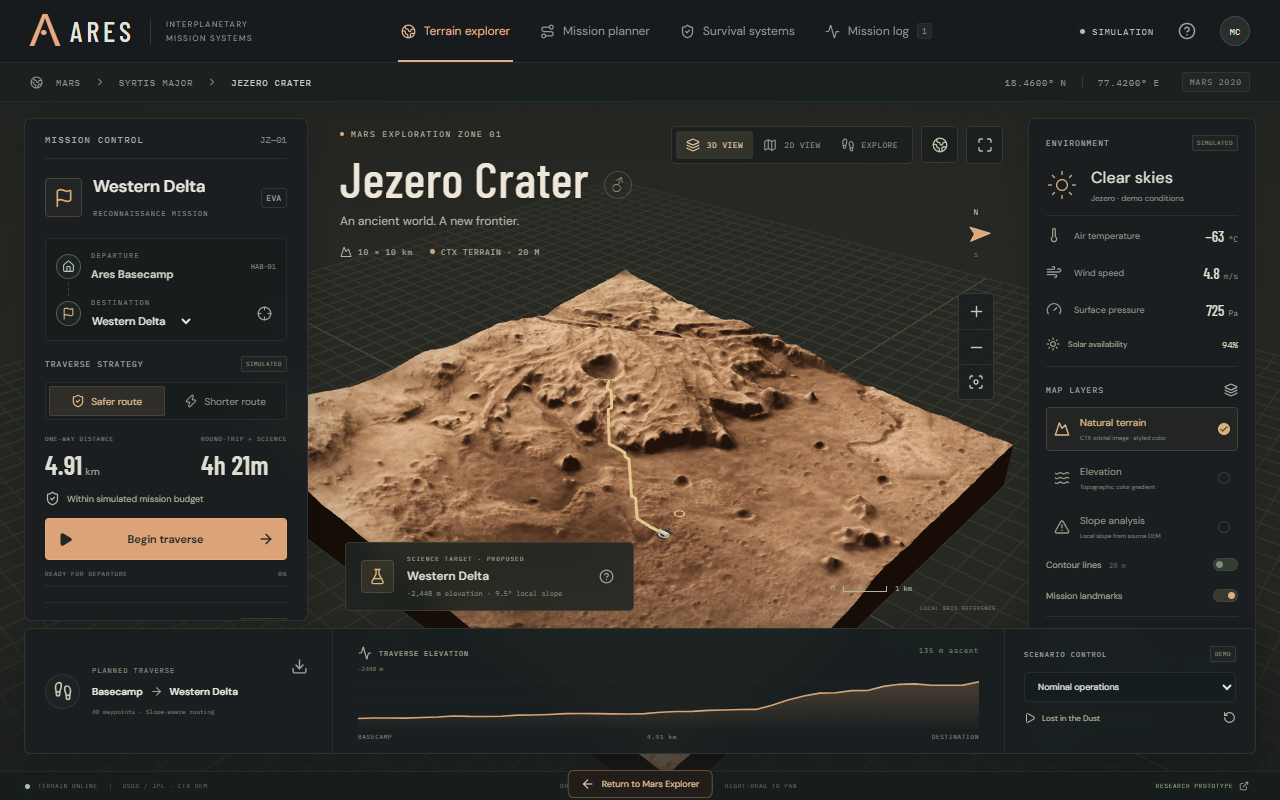 ARES
INTERPLANETARY
MISSION SYSTEMS
Terrain explorer
Mission planner
Survival systems
Mission log 1
SIMULATION
MC
MARS > SYRTIS MAJOR > JEZERO CRATER
18.4600° N | 77.4200° E
MARS 2020
MISSION CONTROL
JZ—01
Western Delta
RECONNAISSANCE MISSION
EVA
DEPARTURE
Ares Basecamp
HAB-01
DESTINATION
Western Delta
TRAVERSE STRATEGY
SIMULATED
Safer route
Shorter route
ONE-WAY DISTANCE
4.91 km
ROUND-TRIP + SCIENCE
4h 21m
Within simulated mission budget
Begin traverse
READY FOR DEPARTURE
0%
MARS EXPLORATION ZONE 01
Jezero Crater
An ancient world. A new frontier.
10 × 10 km
CTX TERRAIN · 20 M
3D VIEW
2D VIEW
EXPLORE
N
S
SCIENCE TARGET · PROPOSED
Western Delta
-2,448 m elevation · 9.5° local slope
0
1 km
LOCAL GRID REFERENCE
ENVIRONMENT
SIMULATED
Clear skies
Jezero · demo conditions
Air temperature
−63 °C
Wind speed
4.8 m/s
Surface pressure
725 Pa
Solar availability
94%
MAP LAYERS
Natural terrain
CTX orbital image · styled color
Elevation
Topographic color gradient
Slope analysis
Local slope from source DEM
Contour lines 20 m
Mission landmarks
PLANNED TRAVERSE
Basecamp → Western Delta
40 waypoints · Slope-aware routing
TRAVERSE ELEVATION
135 m ascent
-2448 m
BASECAMP
4.91 km
DESTINATION
SCENARIO CONTROL
DEMO
Nominal operations
Lost in the Dust
TERRAIN ONLINE | USGS / JPL · CTX DEM
← Return to Mars Explorer
RIGHT-DRAG TO PAN
RESEARCH PROTOTYPE